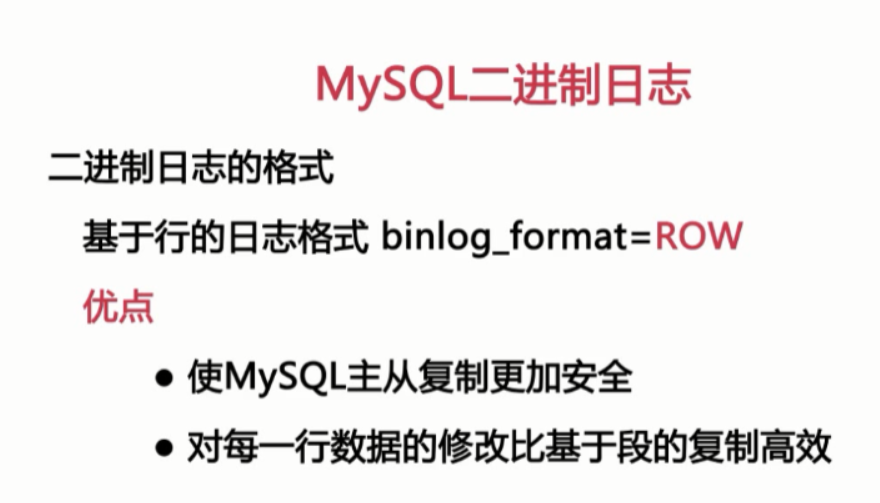 MySQL二进制日志
二进制日志的格式
基于行的日志格式 binlog_format=ROW
优点
● 使MySQL主从复制更加安全
● 对每一行数据的修改比基于段的复制高效